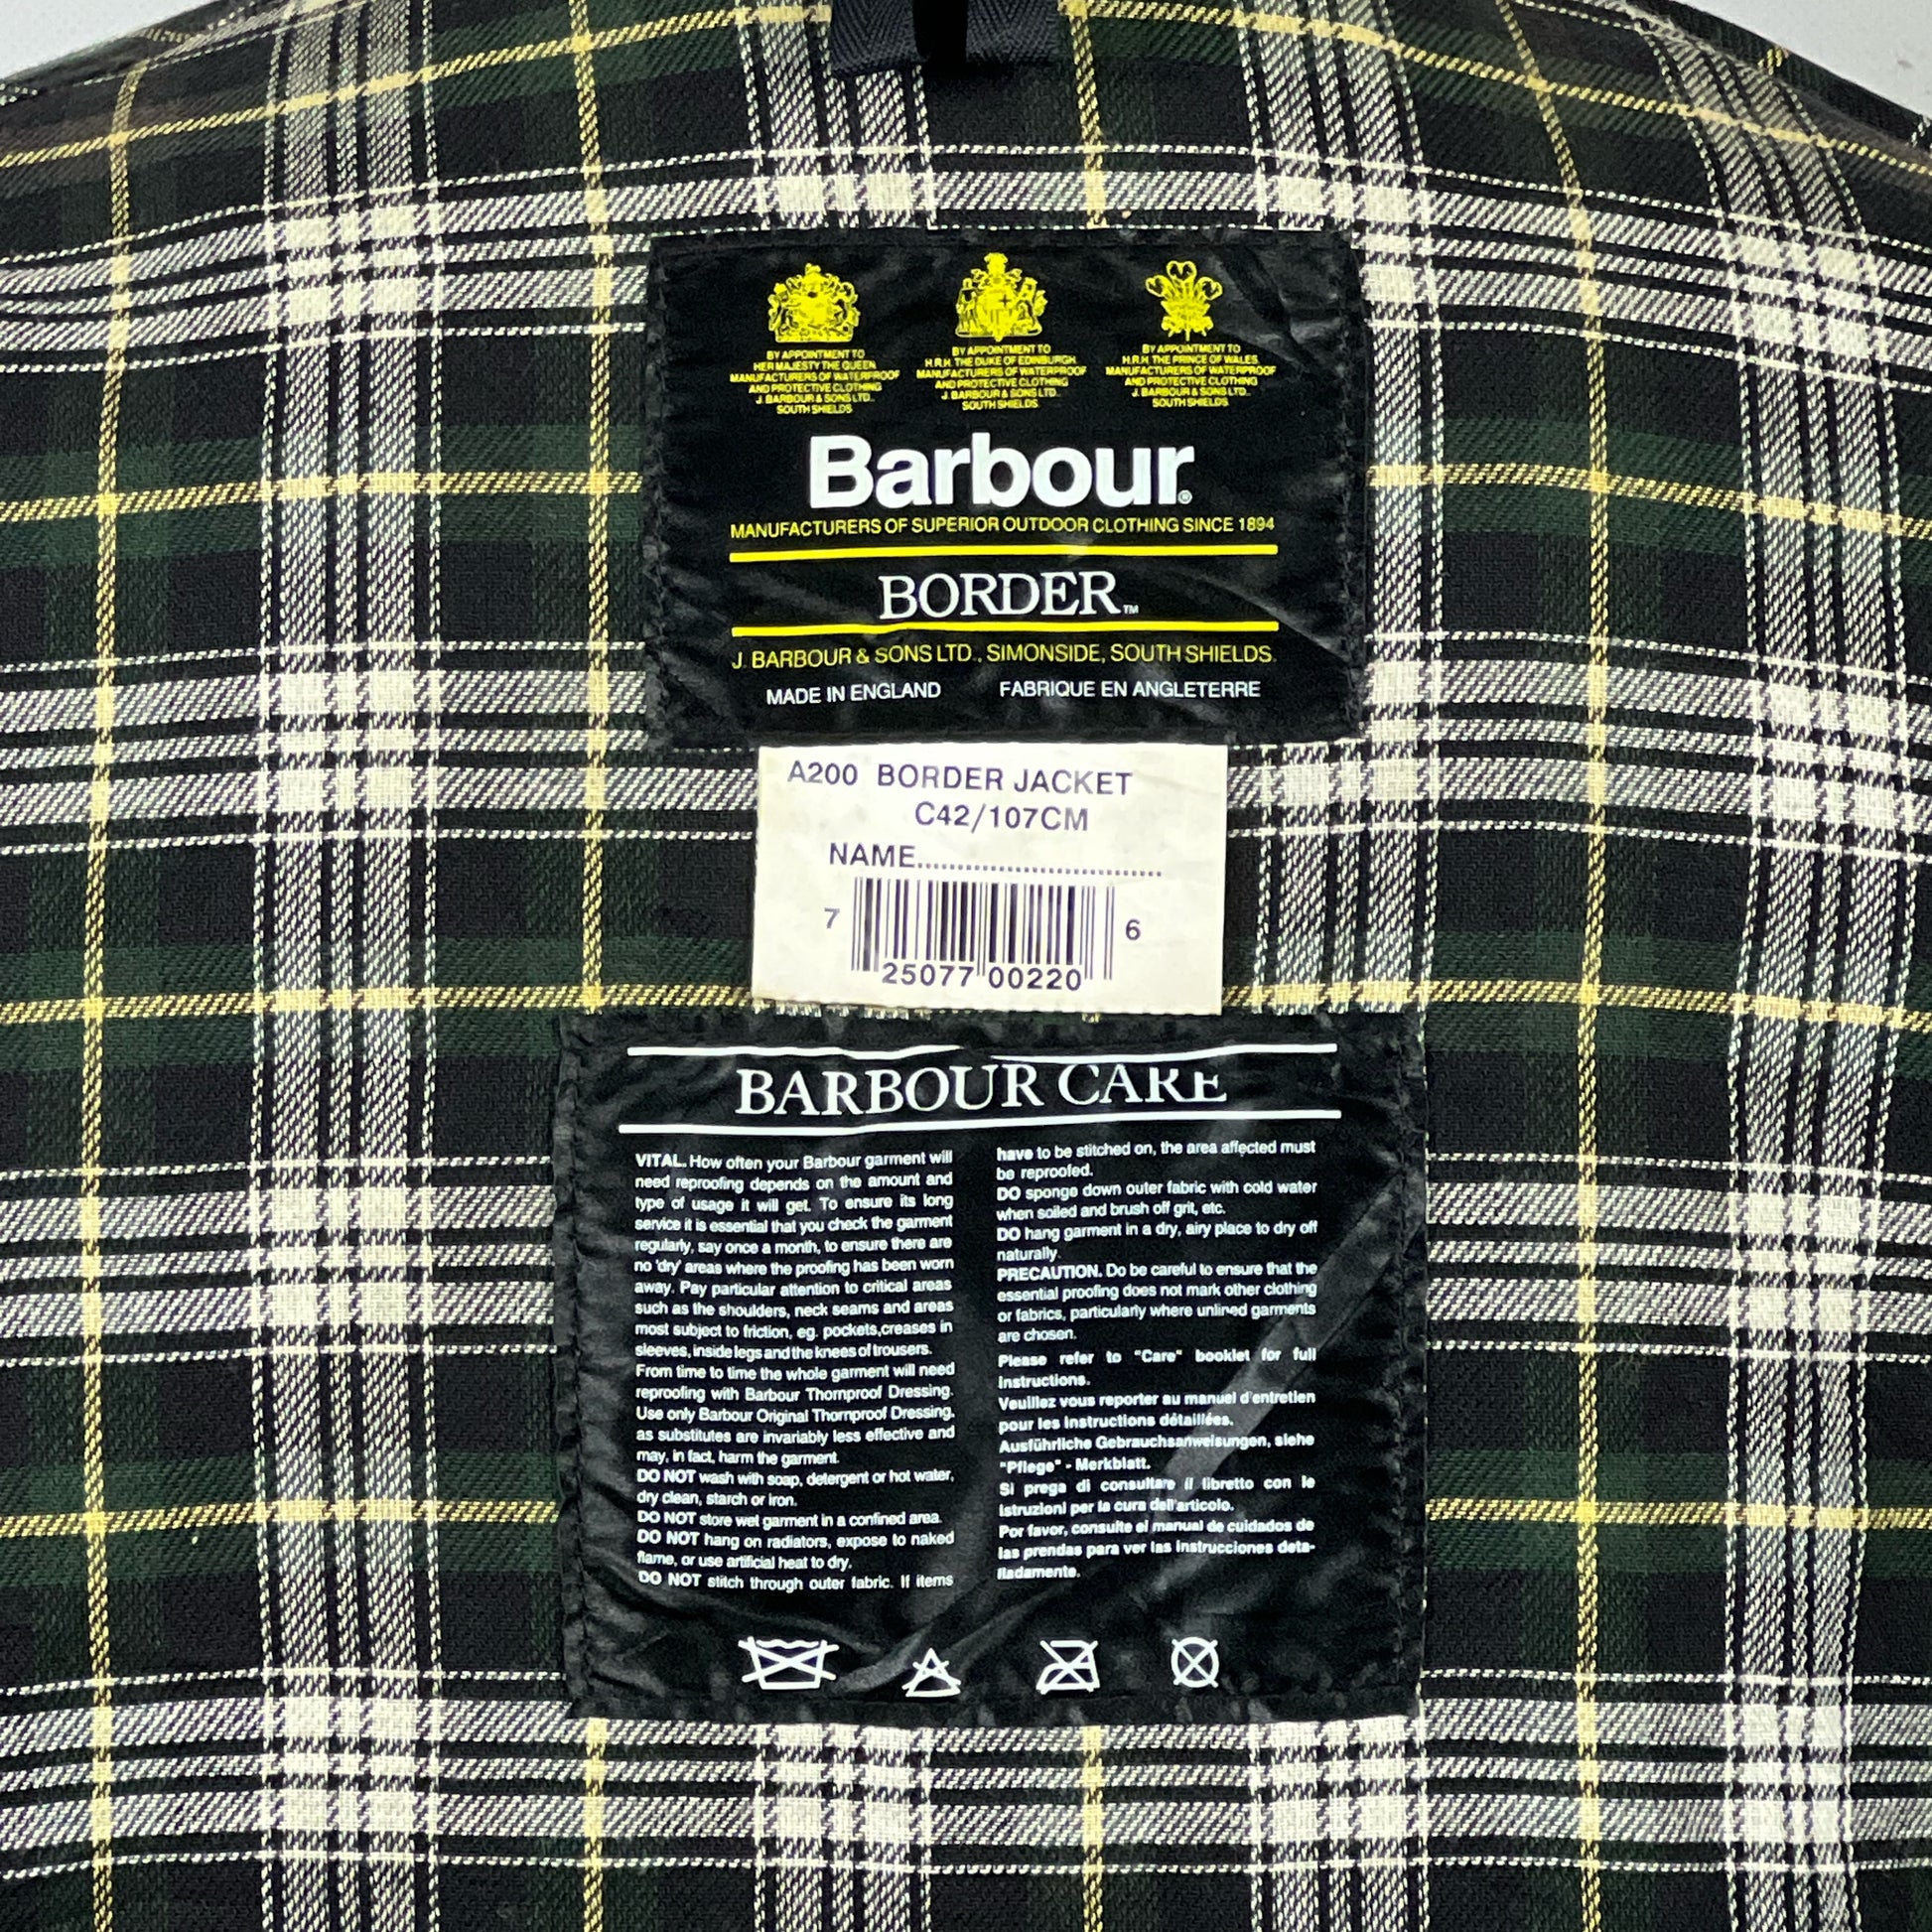 BY APPOINTMENT TO
HER MAJESTY THE QUEEN
MANUFACTURERS OF WATERPROOF
AND PROTECTIVE CLOTHING
J. BARBOUR & SONS LTD.,
SOUTH SHIELDS
BY APPOINTMENT TO
H.R.H. THE DUKE OF EDINBURGH
MANUFACTURERS OF WATERPROOF
AND PROTECTIVE CLOTHING
J. BARBOUR & SONS LTD.,
SOUTH SHIELDS
BY APPOINTMENT TO
H.R.H. THE PRINCE OF WALES
MANUFACTURERS OF WATERPROOF
AND PROTECTIVE CLOTHING
J. BARBOUR & SONS LTD.,
SOUTH SHIELDS
Barbour®
MANUFACTURERS OF SUPERIOR OUTDOOR CLOTHING SINCE 1894
BORDER™
J. BARBOUR & SONS LTD., SIMONSIDE, SOUTH SHIELDS.
MADE IN ENGLAND FABRIQUE EN ANGLETERRE
A200 BORDER JACKET
C42/107CM
NAME..............................
7 25077 00220 6
BARBOUR CARE
VITAL. How often your Barbour garment will
need reproofing depends on the amount and
type of usage it will get. To ensure its long
service it is essential that you check the garment
regularly, say once a month, to ensure there are
no 'dry' areas where the proofing has been worn
away. Pay particular attention to critical areas
such as the shoulders, neck seams and areas
most subject to friction, eg. pockets,creases in
sleeves, inside legs and the knees of trousers.
From time to time the whole garment will need
reproofing with Barbour Thornproof Dressing.
Use only Barbour Original Thornproof Dressing,
as substitutes are invariably less effective and
may, in fact, harm the garment.
DO NOT wash with soap, detergent or hot water,
dry clean, starch or iron.
DO NOT store wet garment in a confined area.
DO NOT hang on radiators, expose to naked
flame, or use artificial heat to dry.
DO NOT stitch through outer fabric. If items
have to be stitched on, the area affected must
be reproofed.
DO sponge down outer fabric with cold water
when soiled and brush off grit, etc.
DO hang garment in a dry, airy place to dry off
naturally.
PRECAUTION. Do be careful to ensure that the
essential proofing does not mark other clothing
or fabrics, particularly where unlined garments
are chosen.
Please refer to "Care" booklet for full
Instructions.
Veuillez vous reporter au manuel d'entretien
pour les instructions détaillées.
Ausführliche Gebrauchsanweisungen, siehe
"Pflege" - Merkblatt.
Si prega di consultare il libretto con le
istruzioni per la cura dell'articolo.
Por favor, consulte el manual de cuidados de
las prendas para ver las instrucciones deta-
lladamente.